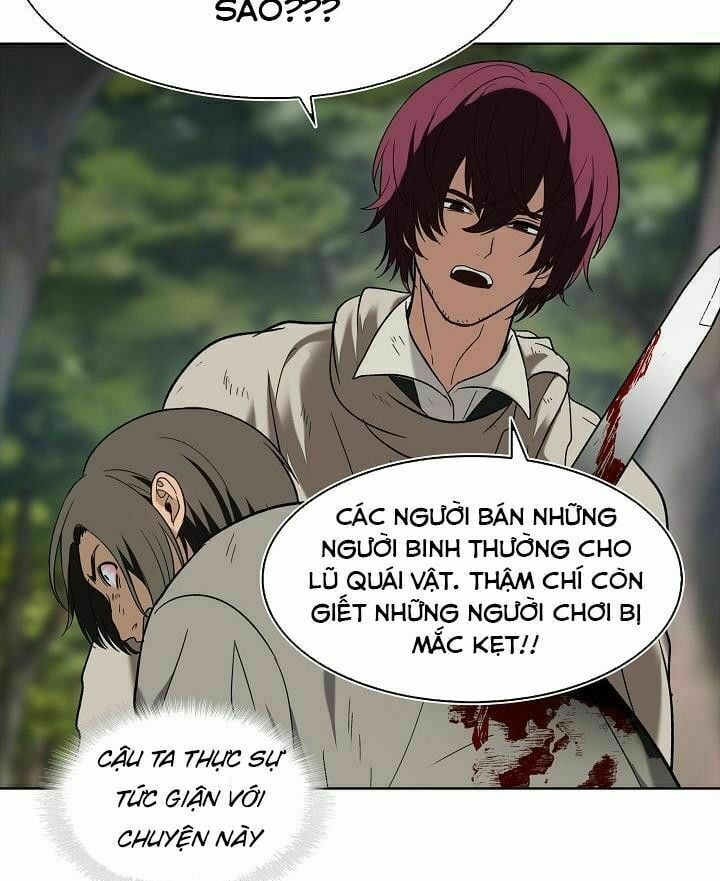 SAO???
CÁC NGƯỜI BÁN NHỮNG
NGƯỜI BINH THƯỜNG CHO
LŨ QUÁI VẬT. THẬM CHÍ CÒN
GIẾT NHỮNG NGƯỜI CHƠI BỊ
MẮC KẸT!!
CẬU TA THỰC SỰ
TỨC GIẬN VỚI
CHUYỆN NÀY